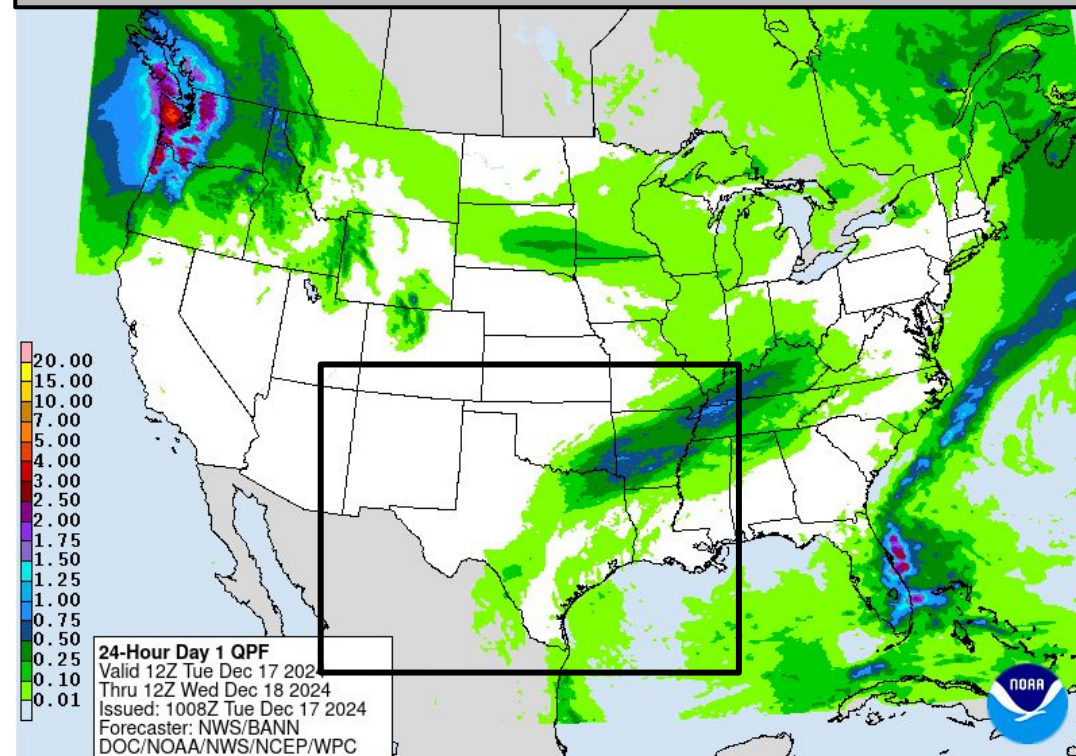 20.00
15.00
10.00
7.00
5.00
4.00
3.00
2.50
2.00
1.75
1.50
1.25
1.00
0.75
0.50
0.25
0.10
0.01
24-Hour Day 1 QPF
Valid 12Z Tue Dec 17 2024
Thru 12Z Wed Dec 18 2024
Issued: 1008Z Tue Dec 17 2024
Forecaster: NWS/BANN
DOC/NOAA/NWS/NCEP/WPC
NOAA